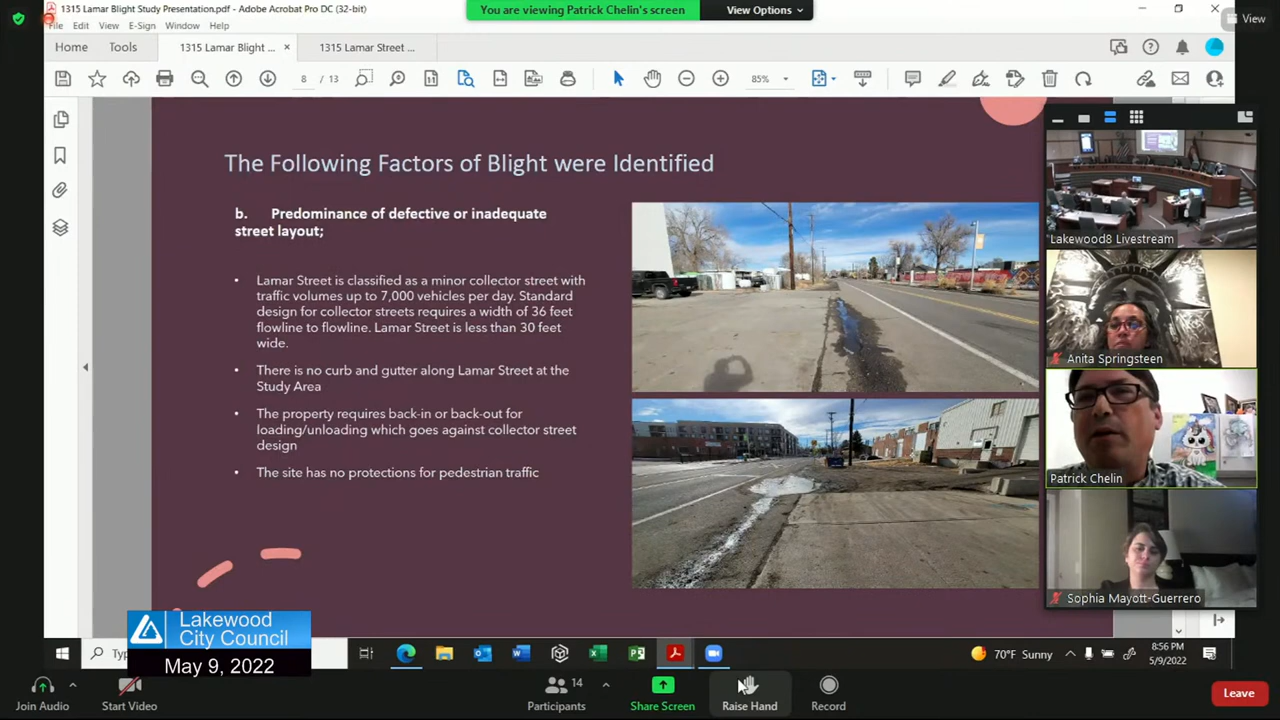 1315 Lamar Blight Study Presentation.pdf - Adobe Acrobat Pro DC (32-bit)
You are viewing Patrick Chelin's screen
View Options
View
File Edit View E-Sign Window Help
Home Tools 1315 Lamar Blight ... × 1315 Lamar Street ...
8 / 13 85%
The Following Factors of Blight were Identified
b. Predominance of defective or inadequate
street layout;
• Lamar Street is classified as a minor collector street with
traffic volumes up to 7,000 vehicles per day. Standard
design for collector streets requires a width of 36 feet
flowline to flowline. Lamar Street is less than 30 feet
wide.
• There is no curb and gutter along Lamar Street at the
Study Area
• The property requires back-in or back-out for
loading/unloading which goes against collector street
design
• The site has no protections for pedestrian traffic
Lakewood8 Livestream
Anita Springsteen
Patrick Chelin
Sophia Mayott-Guerrero
Lakewood
City Council
May 9, 2022
70°F Sunny
8:56 PM
5/9/2022
Join Audio
Start Video
14
Participants
Share Screen
Raise Hand
Record
Leave